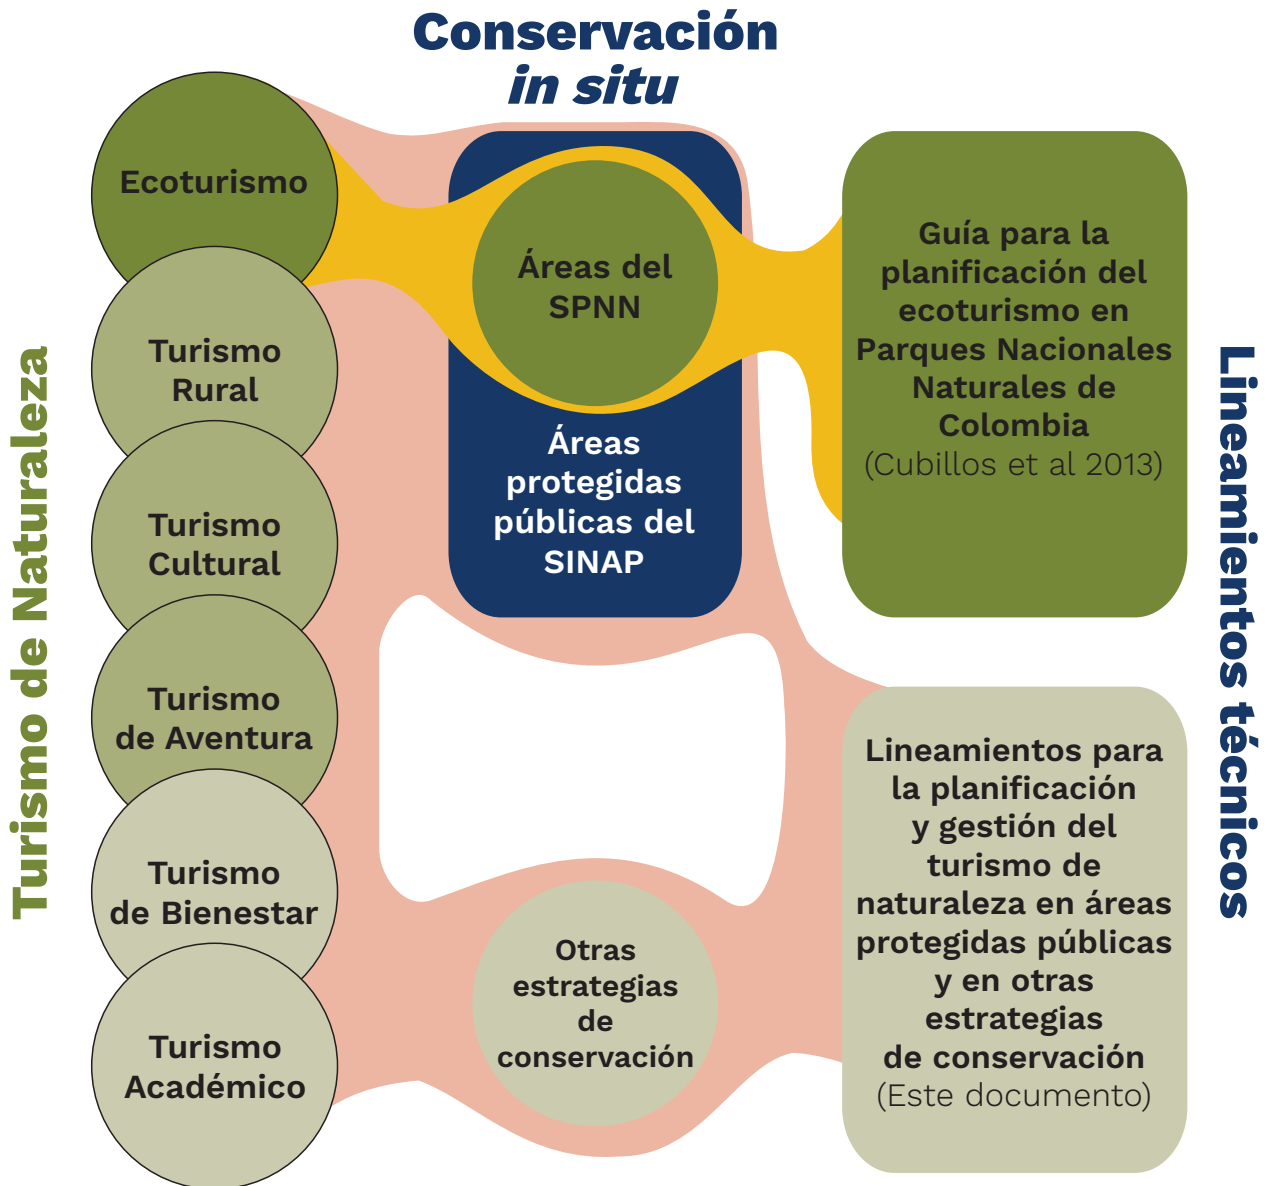 Conservación
in situ
Turismo de Naturaleza
Ecoturismo
Turismo
Rural
Turismo
Cultural
Turismo
de Aventura
Turismo
de Bienestar
Turismo
Académico
Áreas del
SPNN
Áreas
protegidas
públicas del
SINAP
Otras
estrategias
de
conservación
Guía para la
planificación del
ecoturismo en
Parques Nacionales
Naturales de
Colombia
(Cubillos et al 2013)
Lineamientos para
la planificación
y gestión del
turismo de
naturaleza en áreas
protegidas públicas
y en otras
estrategias
de conservación
(Este documento)
Lineamientos técnicos